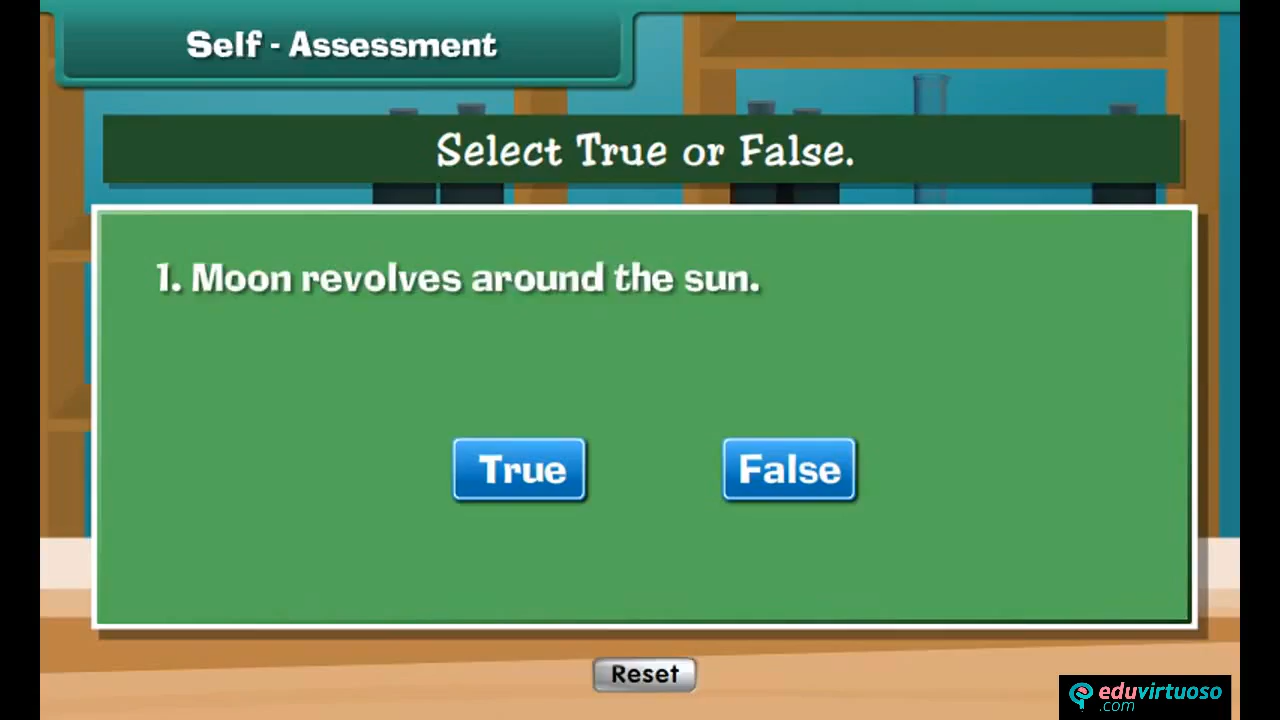 Self - Assessment
Select True or False.
1. Moon revolves around the sun.
True
False
Reset
eduvirtuoso
.com